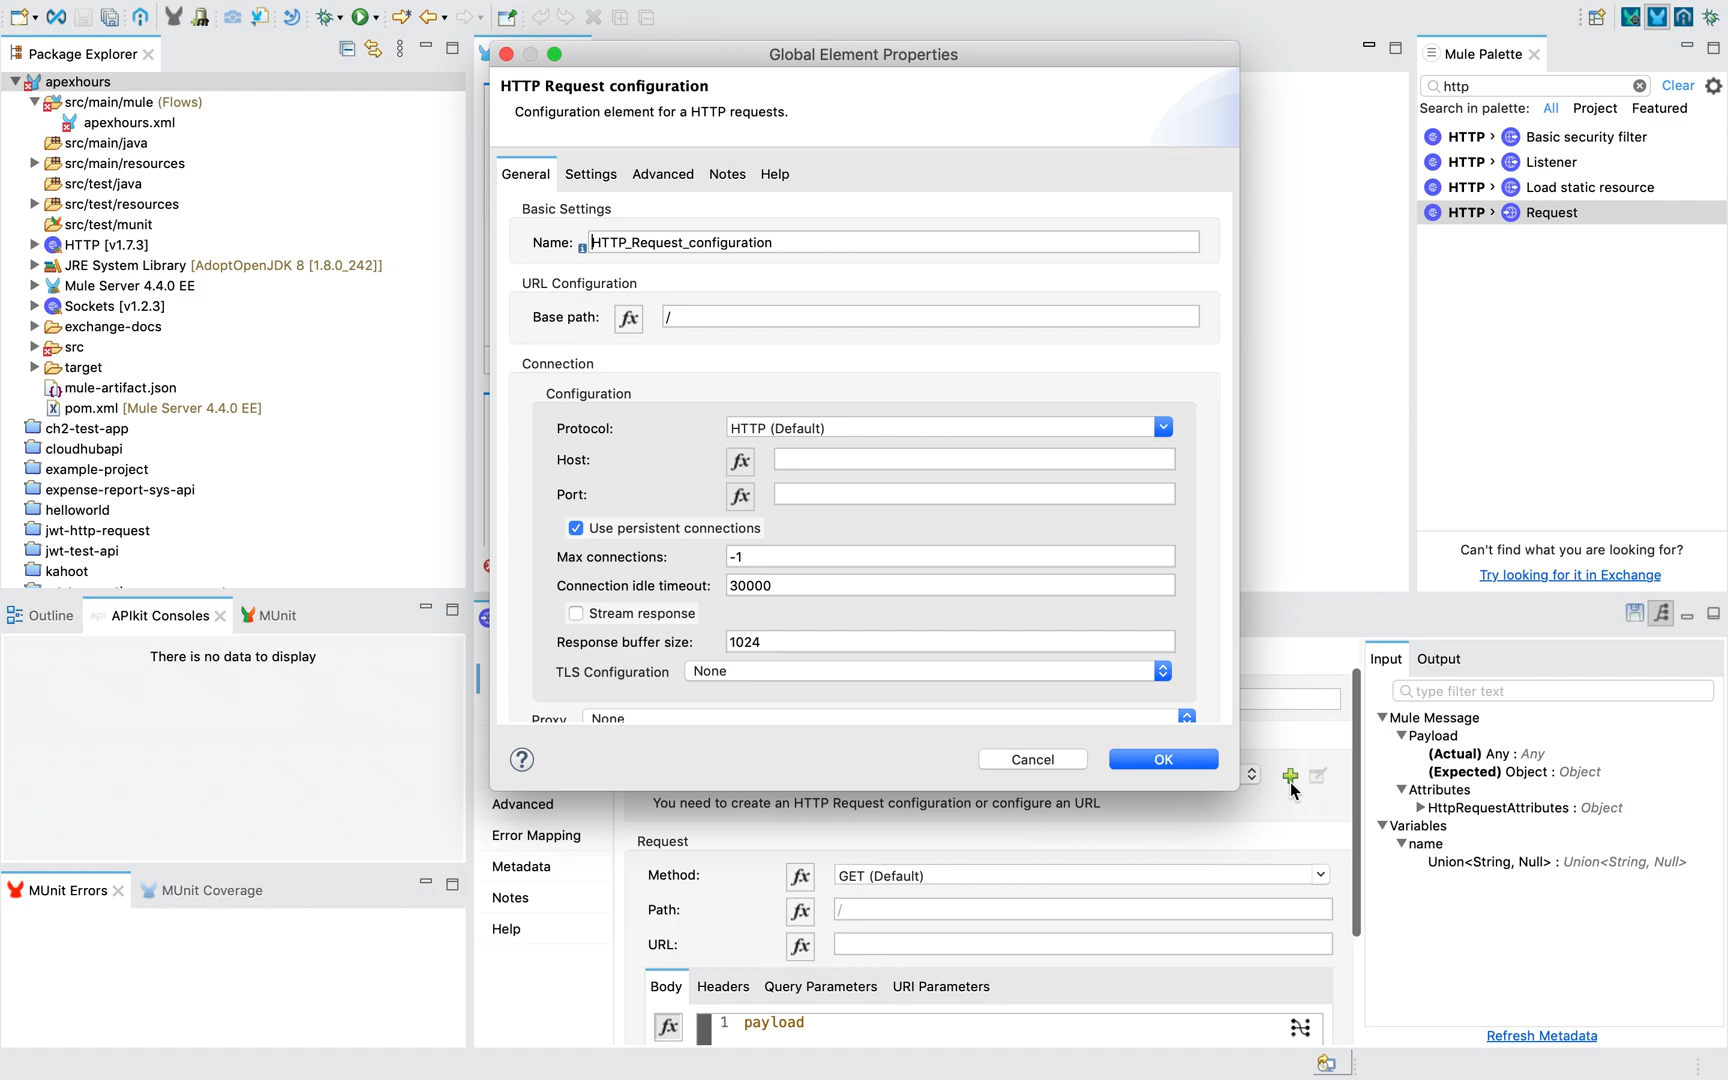 Package Explorer
apexhours
src/main/mule (Flows)
apexhours.xml
src/main/java
src/main/resources
src/test/java
src/test/resources
src/test/munit
HTTP [v1.7.3]
JRE System Library [AdoptOpenJDK 8 [1.8.0_242]]
Mule Server 4.4.0 EE
Sockets [v1.2.3]
exchange-docs
src
target
mule-artifact.json
pom.xml [Mule Server 4.4.0 EE]
ch2-test-app
cloudhubapi
example-project
expense-report-sys-api
helloworld
jwt-http-request
jwt-test-api
kahoot
Outline
api APIkit Consoles
MUnit
There is no data to display
MUnit Errors
MUnit Coverage
Global Element Properties
HTTP Request configuration
Configuration element for a HTTP requests.
General Settings Advanced Notes Help
Basic Settings
Name: HTTP_Request_configuration
URL Configuration
Base path: fx /
Connection
Configuration
Protocol: HTTP (Default)
Host: fx
Port: fx
Use persistent connections
Max connections: -1
Connection idle timeout: 30000
Stream response
Response buffer size: 1024
TLS Configuration None
Proxy None
? Cancel OK
Advanced
Error Mapping
Metadata
Notes
Help
You need to create an HTTP Request configuration or configure an URL
Request
Method: fx GET (Default)
Path: fx /
URL: fx
Body Headers Query Parameters URI Parameters
fx 1 payload
Mule Palette
http Clear
Search in palette: All Project Featured
HTTP > Basic security filter
HTTP > Listener
HTTP > Load static resource
HTTP > Request
Can't find what you are looking for?
Try looking for it in Exchange
Input Output
type filter text
Mule Message
Payload
(Actual) Any : Any
(Expected) Object : Object
Attributes
HttpRequestAttributes : Object
Variables
name
Union<String, Null> : Union<String, Null>
Refresh Metadata